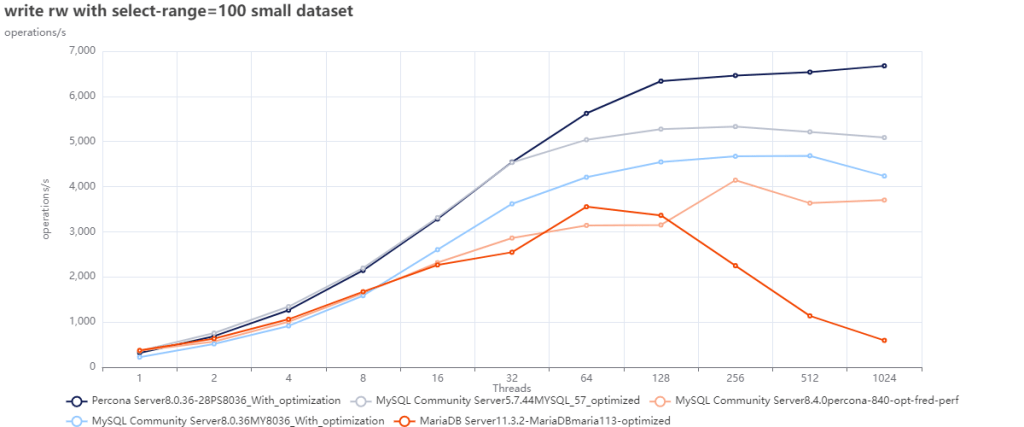 write rw with select-range=100 small dataset
operations/s
7,000
6,000
5,000
4,000
3,000
2,000
1,000
0
operations/s
1 2 4 8 16 32 64 128 256 512 1024
Threads
Percona Server8.0.36-28PS8036_With_optimization MySQL Community Server5.7.44MYSQL_57_optimized MySQL Community Server8.4.0percona-840-opt-fred-perf
MySQL Community Server8.0.36MY8036_With_optimization MariaDB Server11.3.2-MariaDBmaria113-optimized